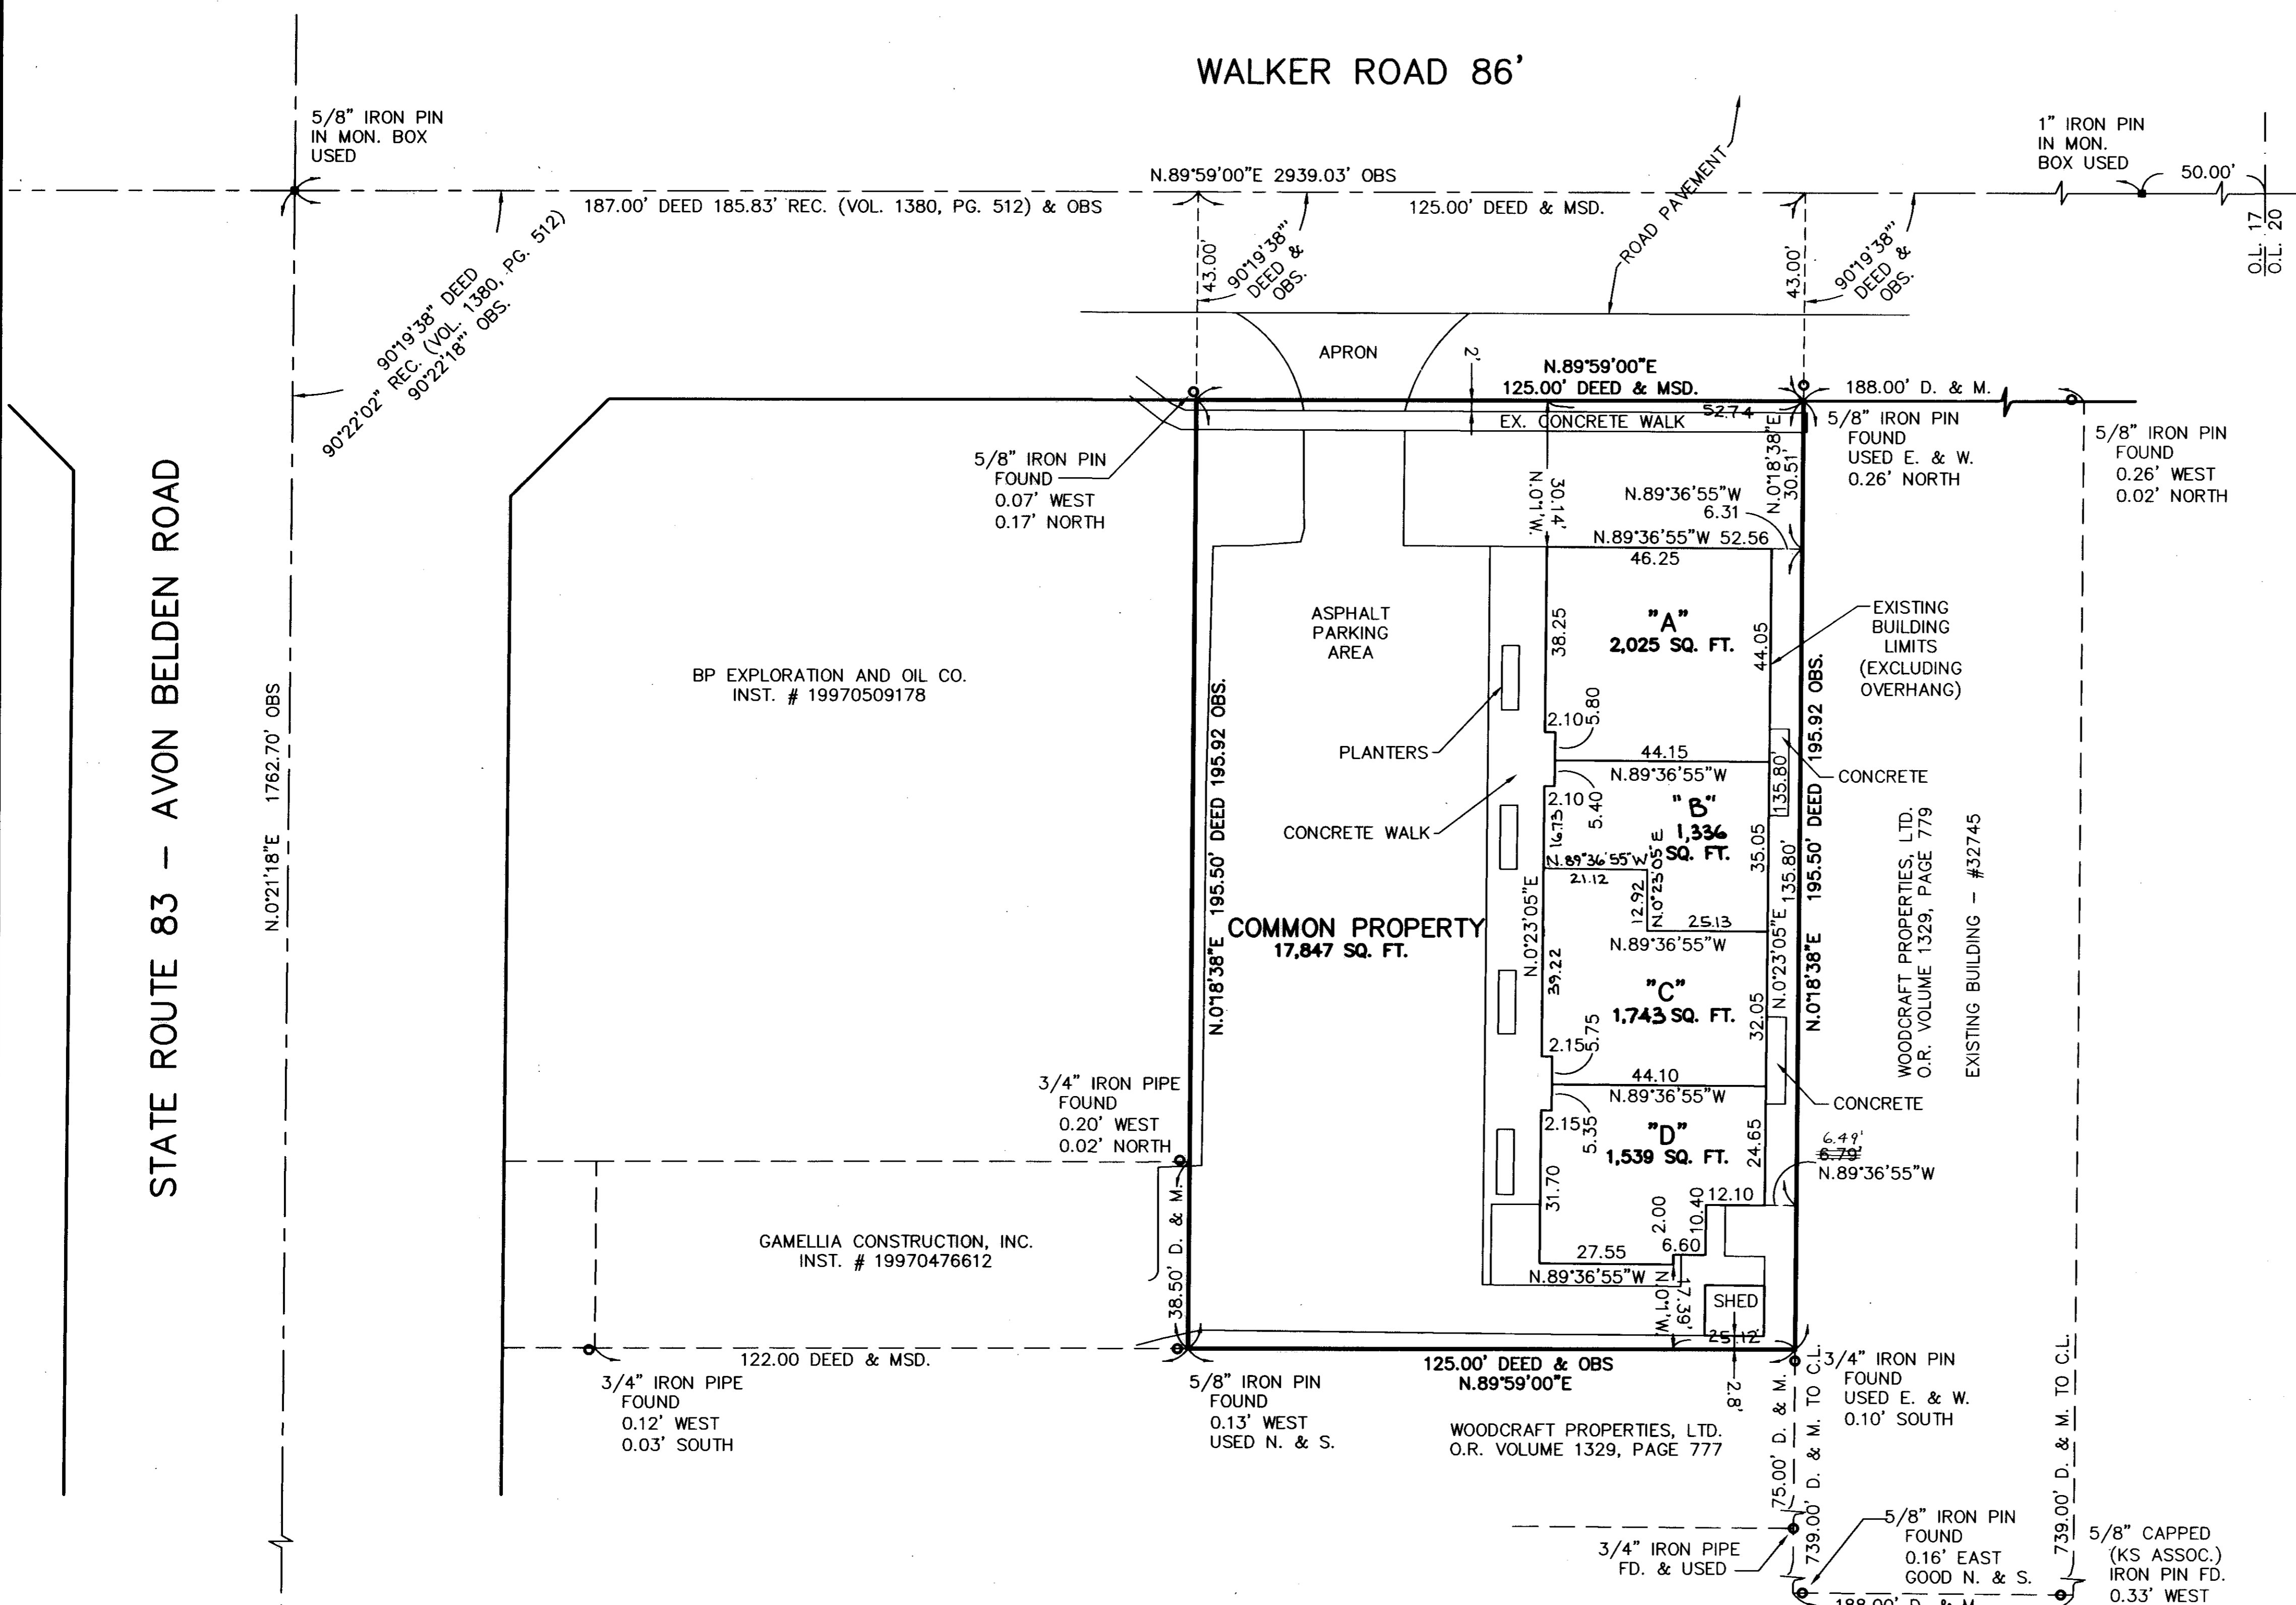 WALKER ROAD 86'
5/8" IRON PIN
IN MON. BOX
USED
1" IRON PIN
IN MON.
BOX USED
50.00'
O.L. 17
O.L. 20
N.89°59'00"E 2939.03' OBS
187.00' DEED 185.83' REC. (VOL. 1380, PG. 512) & OBS
125.00' DEED & MSD.
ROAD PAVEMENT
90°19'38" DEED
90°22'02" REC. (VOL. 1380, PG. 512)
90°22'18" OBS.
43.00'
90°19'38"
DEED &
OBS.
43.00'
90°19'38"
DEED &
OBS.
APRON
2'
N.89°59'00"E
125.00' DEED & MSD.
188.00' D. & M.
52.74
EX. CONCRETE WALK
5/8" IRON PIN
FOUND
USED E. & W.
0.26' NORTH
5/8" IRON PIN
FOUND
0.26' WEST
0.02' NORTH
5/8" IRON PIN
FOUND
0.07' WEST
0.17' NORTH
30.14'
N.0°1'W.
N.0°18'38"E
30.51'
N.89°36'55"W
6.31
N.89°36'55"W 52.56
46.25
STATE ROUTE 83 - AVON BELDEN ROAD
N.0°21'18"E 1762.70' OBS
BP EXPLORATION AND OIL CO.
INST. # 19970509178
ASPHALT
PARKING
AREA
38.25
"A"
2,025 SQ. FT.
44.05
EXISTING
BUILDING
LIMITS
(EXCLUDING
OVERHANG)
N.0°18'38"E 195.50' DEED 195.92 OBS.
N.0°18'38"E 195.50' DEED 195.92 OBS.
2.10
5.80
PLANTERS
44.15
N.89°36'55"W
135.80'
CONCRETE
2.10
5.40
"B"
1,336
SQ. FT.
CONCRETE WALK
16.73
N.89°36'55"W
21.12
N.0°23'05"E
12.92
35.05
135.80'
25.13
N.89°36'55"W
N.0°23'05"E
N.0°23'05"E
COMMON PROPERTY
17,847 SQ. FT.
39.22
"C"
1,743 SQ. FT.
32.05
WOODCRAFT PROPERTIES, LTD.
O.R. VOLUME 1329, PAGE 779
EXISTING BUILDING - #32745
2.15
5.75
44.10
N.89°36'55"W
CONCRETE
3/4" IRON PIPE
FOUND
0.20' WEST
0.02' NORTH
2.15
5.35
"D"
1,539 SQ. FT.
24.65
6.49'
6.79'
N.89°36'55"W
31.70
2.00
10.40
12.10
6.60
27.55
N.89°36'55"W
N.0°1'W.
17.39'
SHED
25.12'
38.50' D. & M.
GAMELLIA CONSTRUCTION, INC.
INST. # 19970476612
122.00 DEED & MSD.
3/4" IRON PIPE
FOUND
0.12' WEST
0.03' SOUTH
5/8" IRON PIN
FOUND
0.13' WEST
USED N. & S.
125.00' DEED & OBS
N.89°59'00"E
2.8'
3/4" IRON PIN
FOUND
USED E. & W.
0.10' SOUTH
WOODCRAFT PROPERTIES, LTD.
O.R. VOLUME 1329, PAGE 777
75.00' D. & M.
739.00' D. & M. TO C.L.
739.00' D. & M. TO C.L.
3/4" IRON PIPE
FD. & USED
5/8" IRON PIN
FOUND
0.16' EAST
GOOD N. & S.
5/8" CAPPED
(KS ASSOC.)
IRON PIN FD.
0.33' WEST
188.00' D. & M.